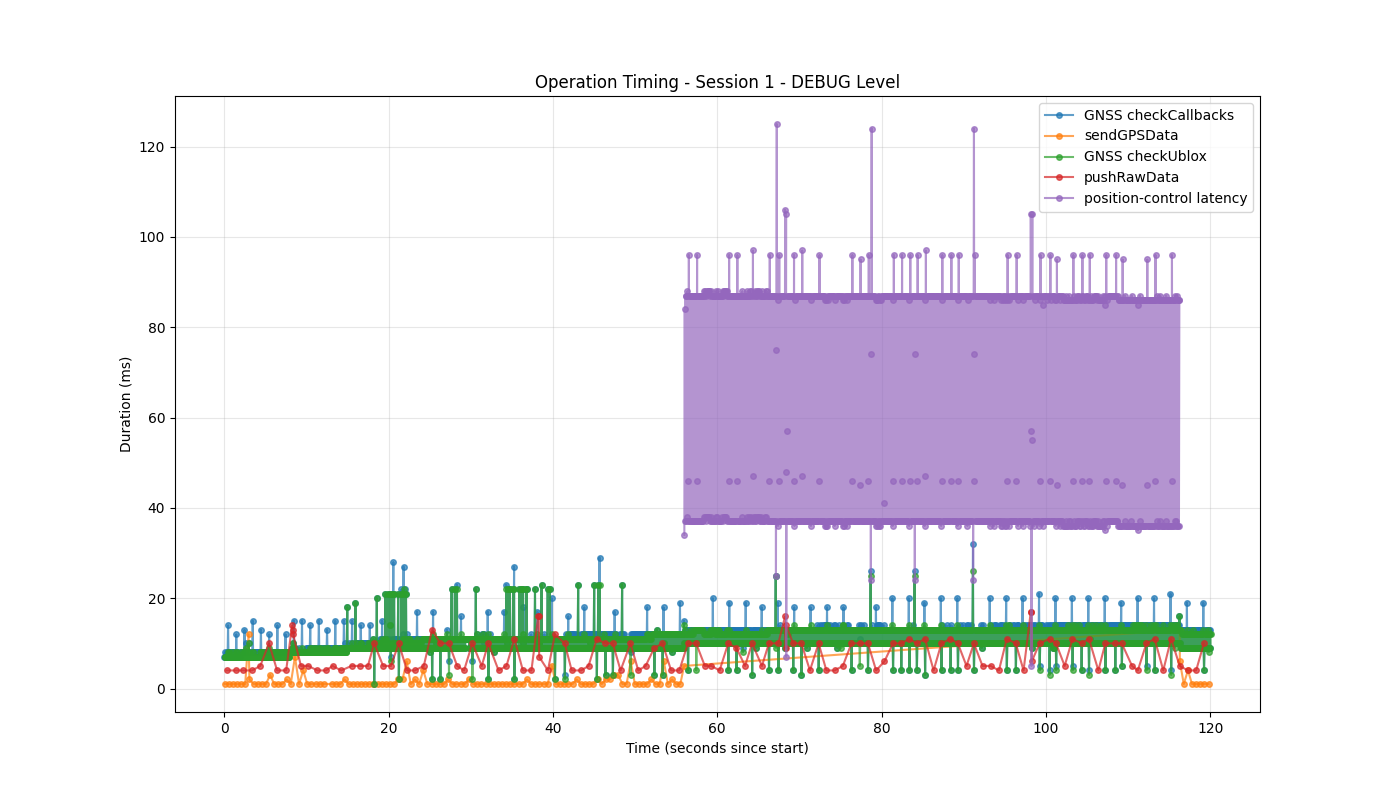 Operation Timing - Session 1 - DEBUG Level
GNSS checkCallbacks
sendGPSData
GNSS checkUblox
pushRawData
position-control latency
Duration (ms)
120
100
80
60
40
20
0
0 20 40 60 80 100 120
Time (seconds since start)